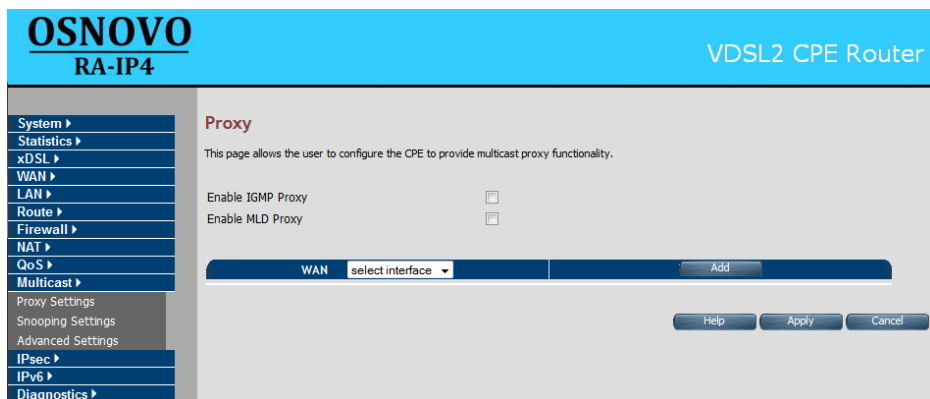 OSNOVO
RA-IP4
VDSL2 CPE Router
System
Statistics
xDSL
WAN
LAN
Route
Firewall
NAT
QoS
Multicast
Proxy Settings
Snooping Settings
Advanced Settings
IPsec
IPv6
Diagnostics
Proxy
This page allows the user to configure the CPE to provide multicast proxy functionality.
Enable IGMP Proxy
Enable MLD Proxy
WAN select interface Add
Help Apply Cancel